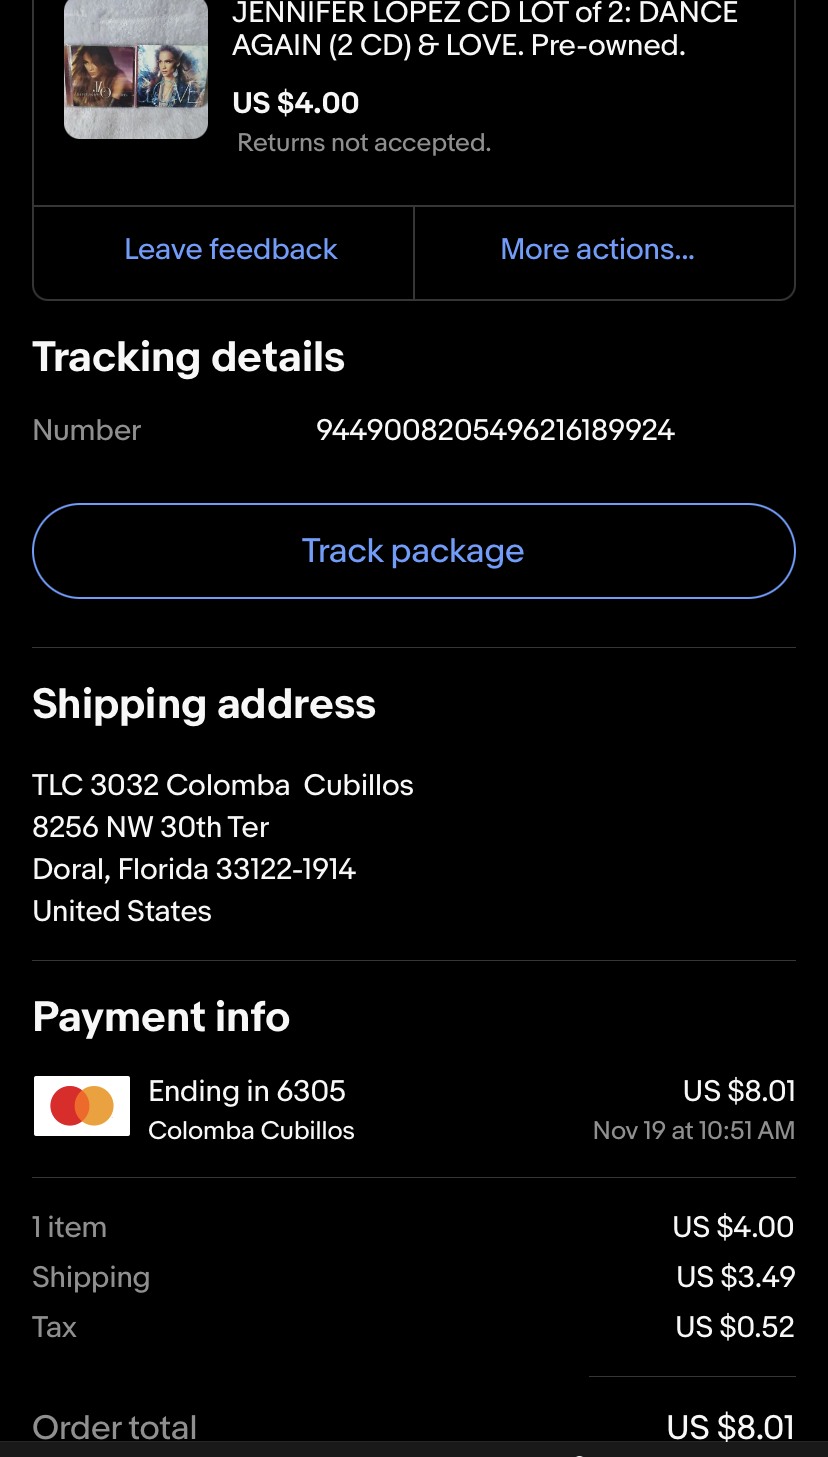 JENNIFER LOPEZ CD LOT of 2: DANCE
AGAIN (2 CD) & LOVE. Pre-owned.
US $4.00
Returns not accepted.
Leave feedback
More actions...
Tracking details
Number
9449008205496216189924
Track package
Shipping address
TLC 3032 Colomba  Cubillos
8256 NW 30th Ter
Doral, Florida 33122-1914
United States
Payment info
Ending in 6305
US $8.01
Colomba Cubillos
Nov 19 at 10:51 AM
1 item
US $4.00
Shipping
US $3.49
Tax
US $0.52
Order total
US $8.01